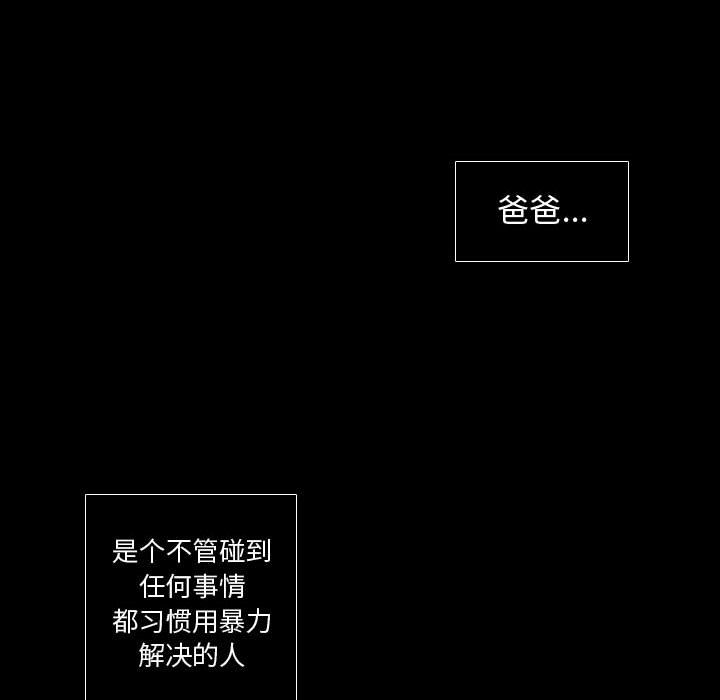 爸爸...
是个不管碰到
任何事情
都习惯用暴力
解决的人